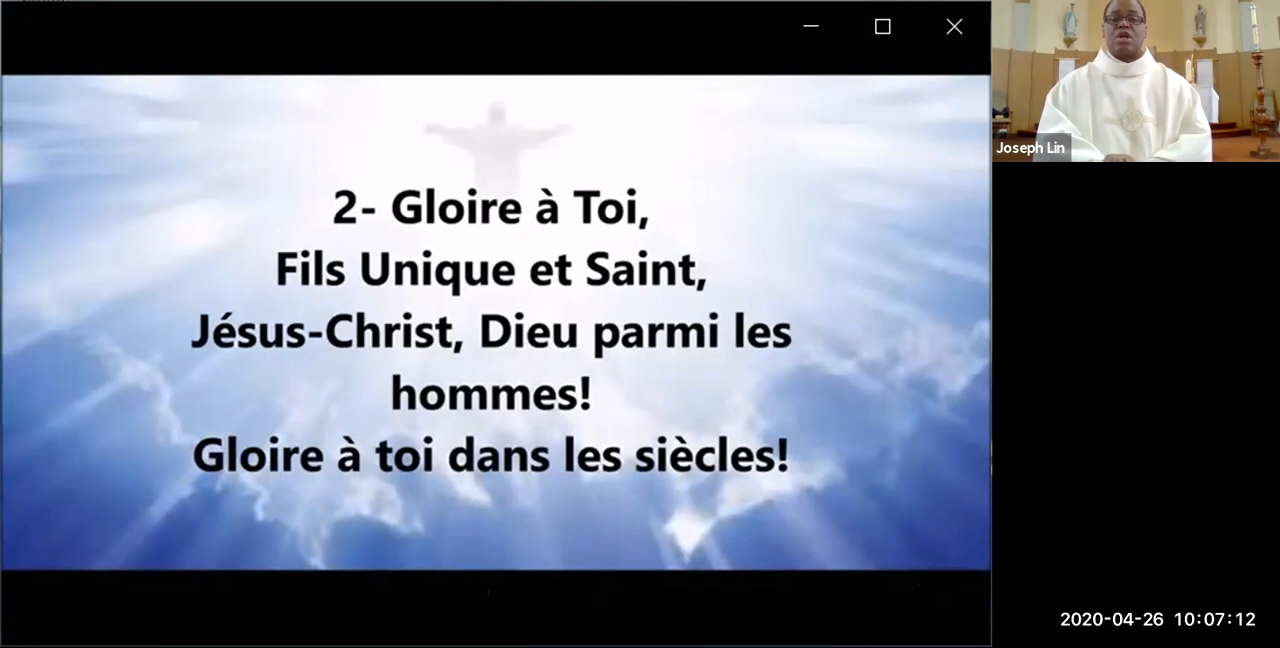 2- Gloire à Toi,
Fils Unique et Saint,
Jésus-Christ, Dieu parmi les
hommes!
Gloire à toi dans les siècles!
Joseph Lin
2020-04-26 10:07:12